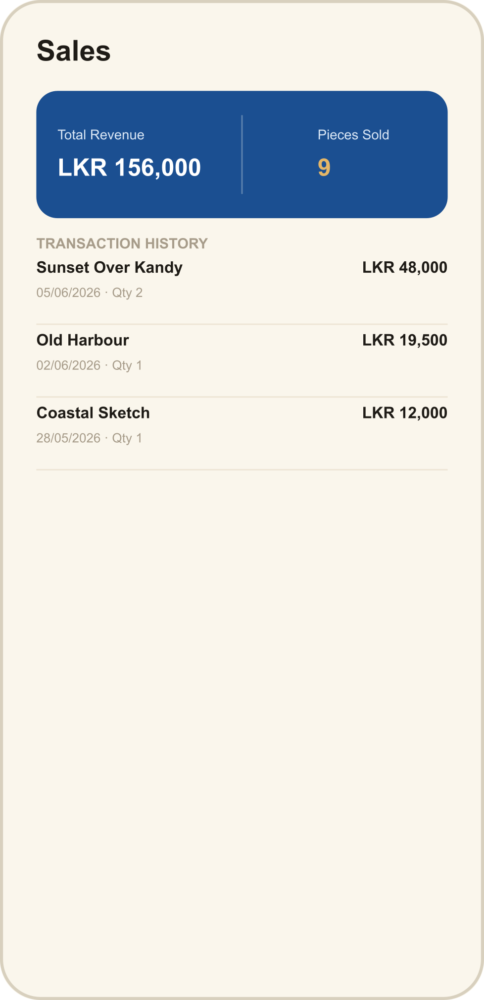 Sales
Total Revenue
LKR 156,000
Pieces Sold
9
TRANSACTION HISTORY
Sunset Over Kandy
LKR 48,000
05/06/2026 · Qty 2
Old Harbour
LKR 19,500
02/06/2026 · Qty 1
Coastal Sketch
LKR 12,000
28/05/2026 · Qty 1